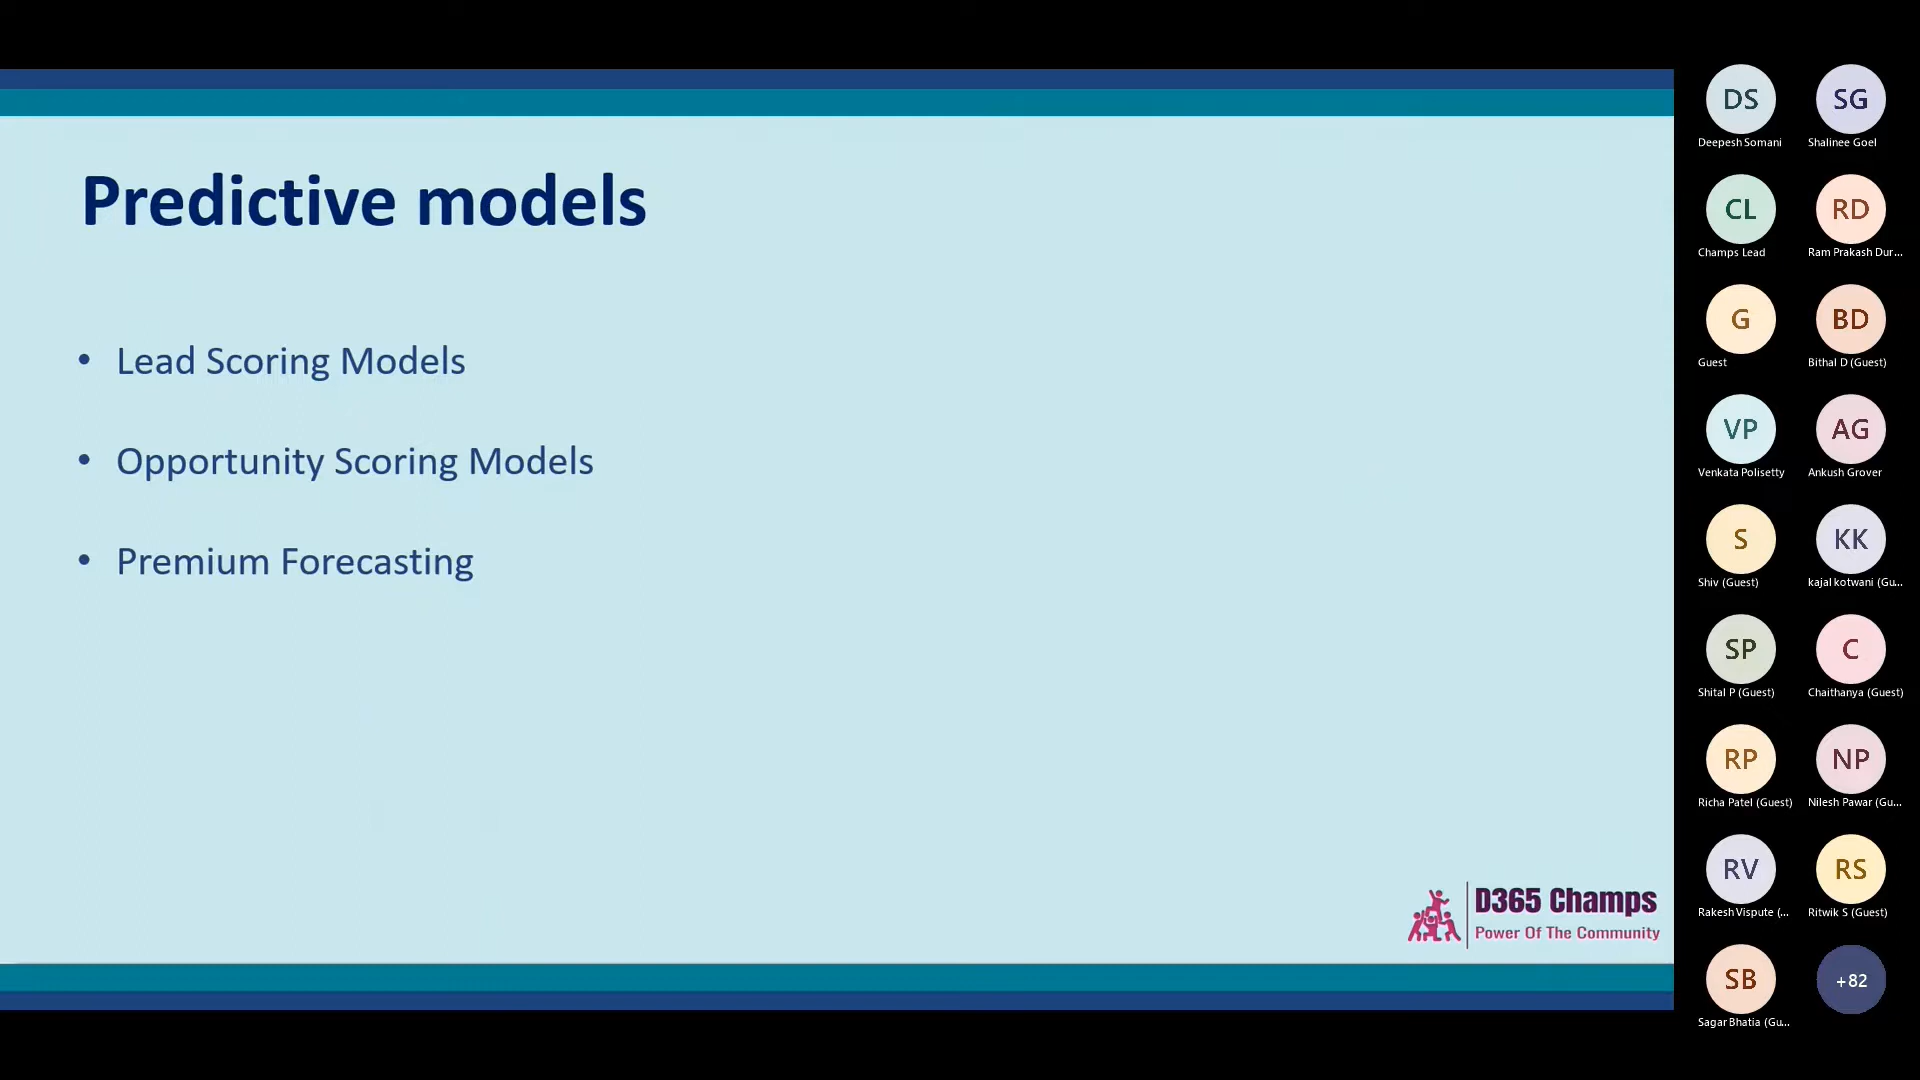 Predictive models
• Lead Scoring Models
• Opportunity Scoring Models
• Premium Forecasting
D365 Champs
Power Of The Community
DS
Deepesh Somani
SG
Shalinee Goel
CL
Champs Lead
RD
Ram Prakash Dur...
G
Guest
BD
Bithal D (Guest)
VP
Venkata Polisetty
AG
Ankush Grover
S
Shiv (Guest)
KK
kajal kotwani (Gu...
SP
Shital P (Guest)
C
Chaithanya (Guest)
RP
Richa Patel (Guest)
NP
Nilesh Pawar (Gu...
RV
Rakesh Vispute (...
RS
Ritwik S (Guest)
SB
Sagar Bhatia (Gu...
+82